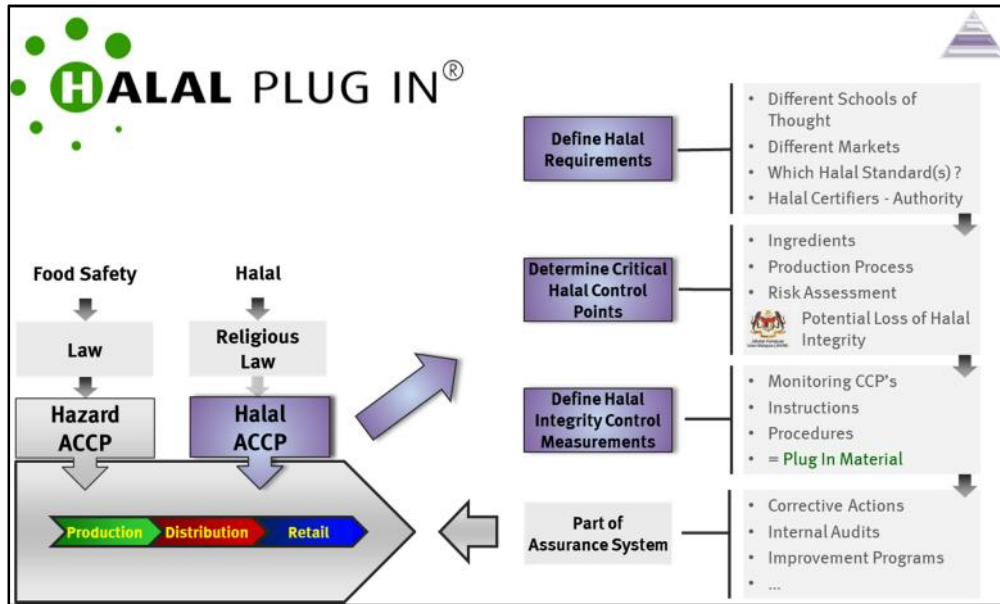 HALAL PLUG IN®
Food Safety
Law
Hazard
ACCP
Halal
Religious
Law
Halal
ACCP
Production
Distribution
Retail
Define Halal
Requirements
• Different Schools of
Thought
• Different Markets
• Which Halal Standard(s) ?
• Halal Certifiers - Authority
Determine Critical
Halal Control
Points
• Ingredients
• Production Process
• Risk Assessment
Potential Loss of Halal
Integrity
Define Halal
Integrity Control
Measurements
• Monitoring CCP's
• Instructions
• Procedures
• = Plug In Material
Part of
Assurance System
• Corrective Actions
• Internal Audits
• Improvement Programs
• ...